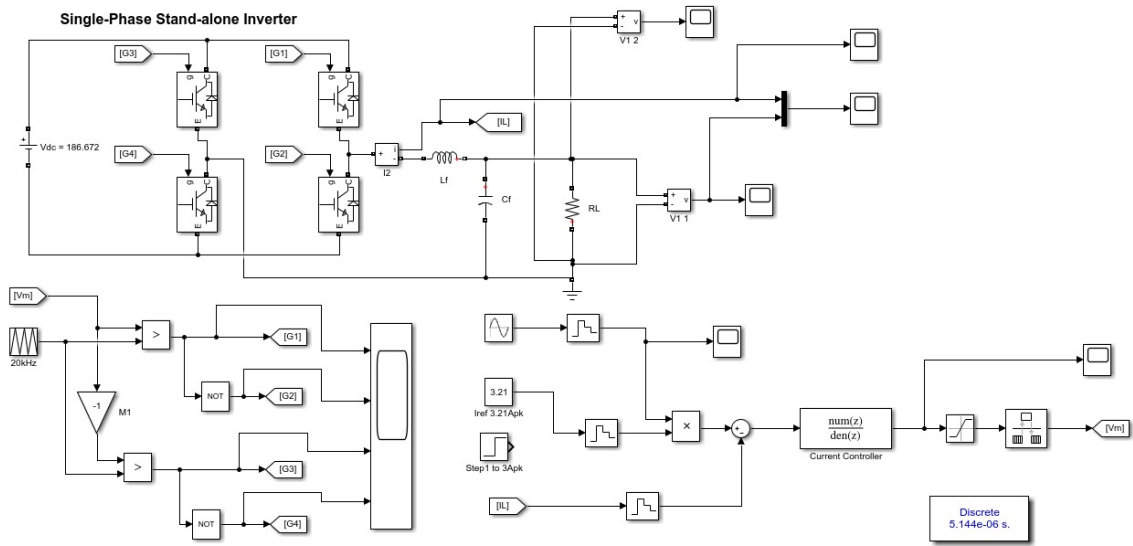 Single-Phase Stand-alone Inverter
[G3]
[G1]
g
C
E
g
C
E
+
v
-
V1 2
Vdc = 186.672
[G4]
[G2]
g
C
E
g
C
E
+
i
-
I2
[IL]
Lf
Cf
RL
+
v
-
V1 1
[Vm]
20kHz
>
[G1]
NOT
[G2]
-1
M1
>
[G3]
NOT
[G4]
3.21
Iref 3.21Apk
Step1 to 3Apk
×
+
-
num(z)
den(z)
Current Controller
[Vm]
[IL]
Discrete
5.144e-06 s.